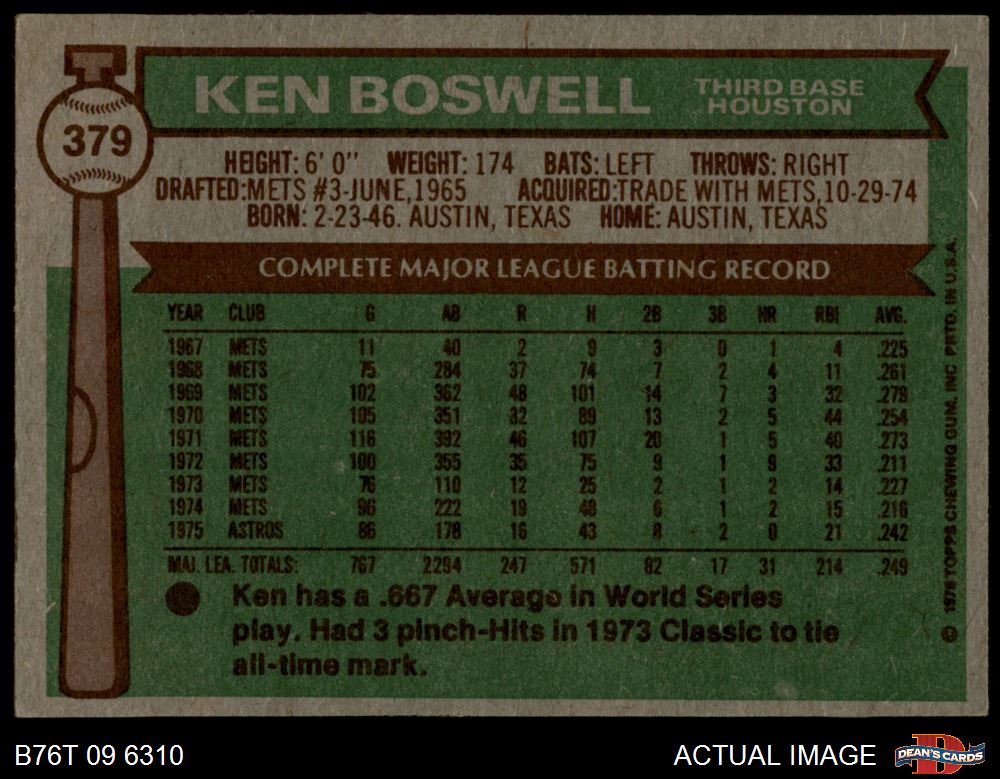 379
KEN BOSWELL
THIRD BASE
HOUSTON
HEIGHT: 6' 0" WEIGHT: 174 BATS: LEFT THROWS: RIGHT
DRAFTED: METS #3-JUNE, 1965 ACQUIRED: TRADE WITH METS, 10-29-74
BORN: 2-23-46. AUSTIN, TEXAS HOME: AUSTIN, TEXAS
COMPLETE MAJOR LEAGUE BATTING RECORD
YEAR CLUB G AB R H 2B 3B HR RBI AVG.
1967 METS 11 40 2 9 3 0 1 4 .225
1968 METS 75 284 37 74 7 2 4 11 .261
1969 METS 102 362 48 101 14 7 3 32 .279
1970 METS 105 351 32 89 13 2 5 44 .254
1971 METS 116 392 46 107 20 1 5 40 .273
1972 METS 100 355 35 75 9 1 9 33 .211
1973 METS 76 110 12 25 2 1 2 14 .227
1974 METS 96 222 19 48 6 1 2 15 .216
1975 ASTROS 86 178 16 43 8 2 0 21 .242
MAJ. LEA. TOTALS: 767 2294 247 571 82 17 31 214 .249
Ken has a .667 Average in World Series
play. Had 3 pinch-Hits in 1973 Classic to tie
all-time mark.
© 1976 TOPPS CHEWING GUM, INC PRTD. IN U.S.A.
B76T 09 6310
ACTUAL IMAGE
DEAN'S CARDS